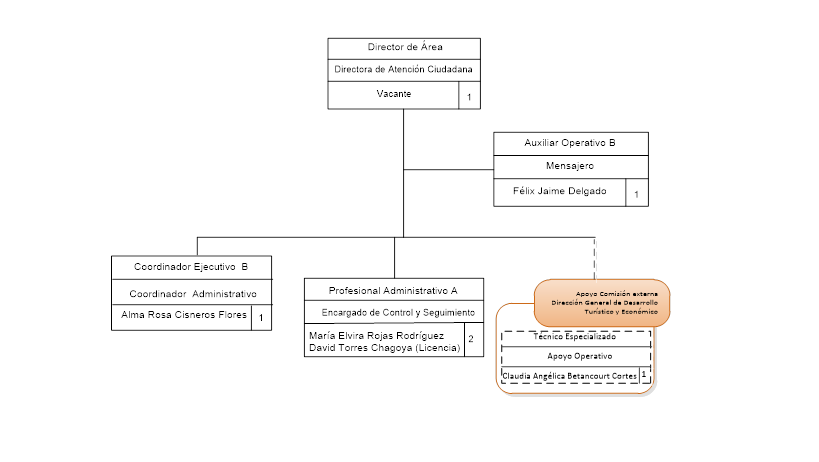 Director de Área
Directora de Atención Ciudadana
Vacante 1
Auxiliar Operativo B
Mensajero
Félix Jaime Delgado 1
Coordinador Ejecutivo B
Coordinador Administrativo
Alma Rosa Cisneros Flores 1
Profesional Administrativo A
Encargado de Control y Seguimiento
María Elvira Rojas Rodríguez
David Torres Chagoya (Licencia) 2
Apoyo Comisión externa
Dirección General de Desarrollo
Turístico y Económico
Técnico Especializado
Apoyo Operativo
Claudia Angélica Betancourt Cortes 1